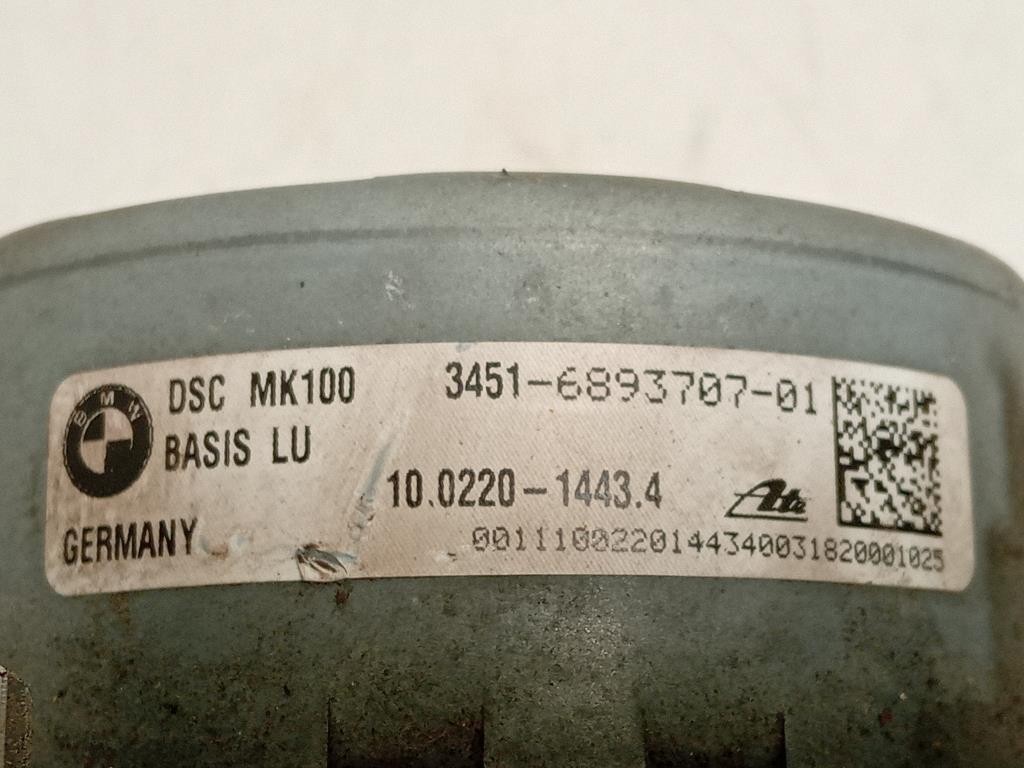 BMW
DSC MK100 3451-6893707-01
BASIS LU
10.0220-1443.4 Ate
GERMANY 0011100220144340031820001025